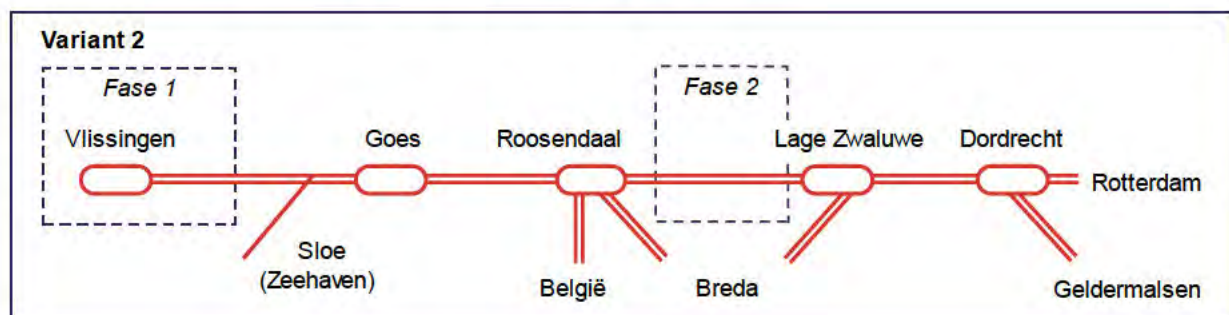 Variant 2
Fase 1
Fase 2
Vlissingen
Goes
Roosendaal
Lage Zwaluwe
Dordrecht
Rotterdam
Sloe
(Zeehaven)
België
Breda
Geldermalsen